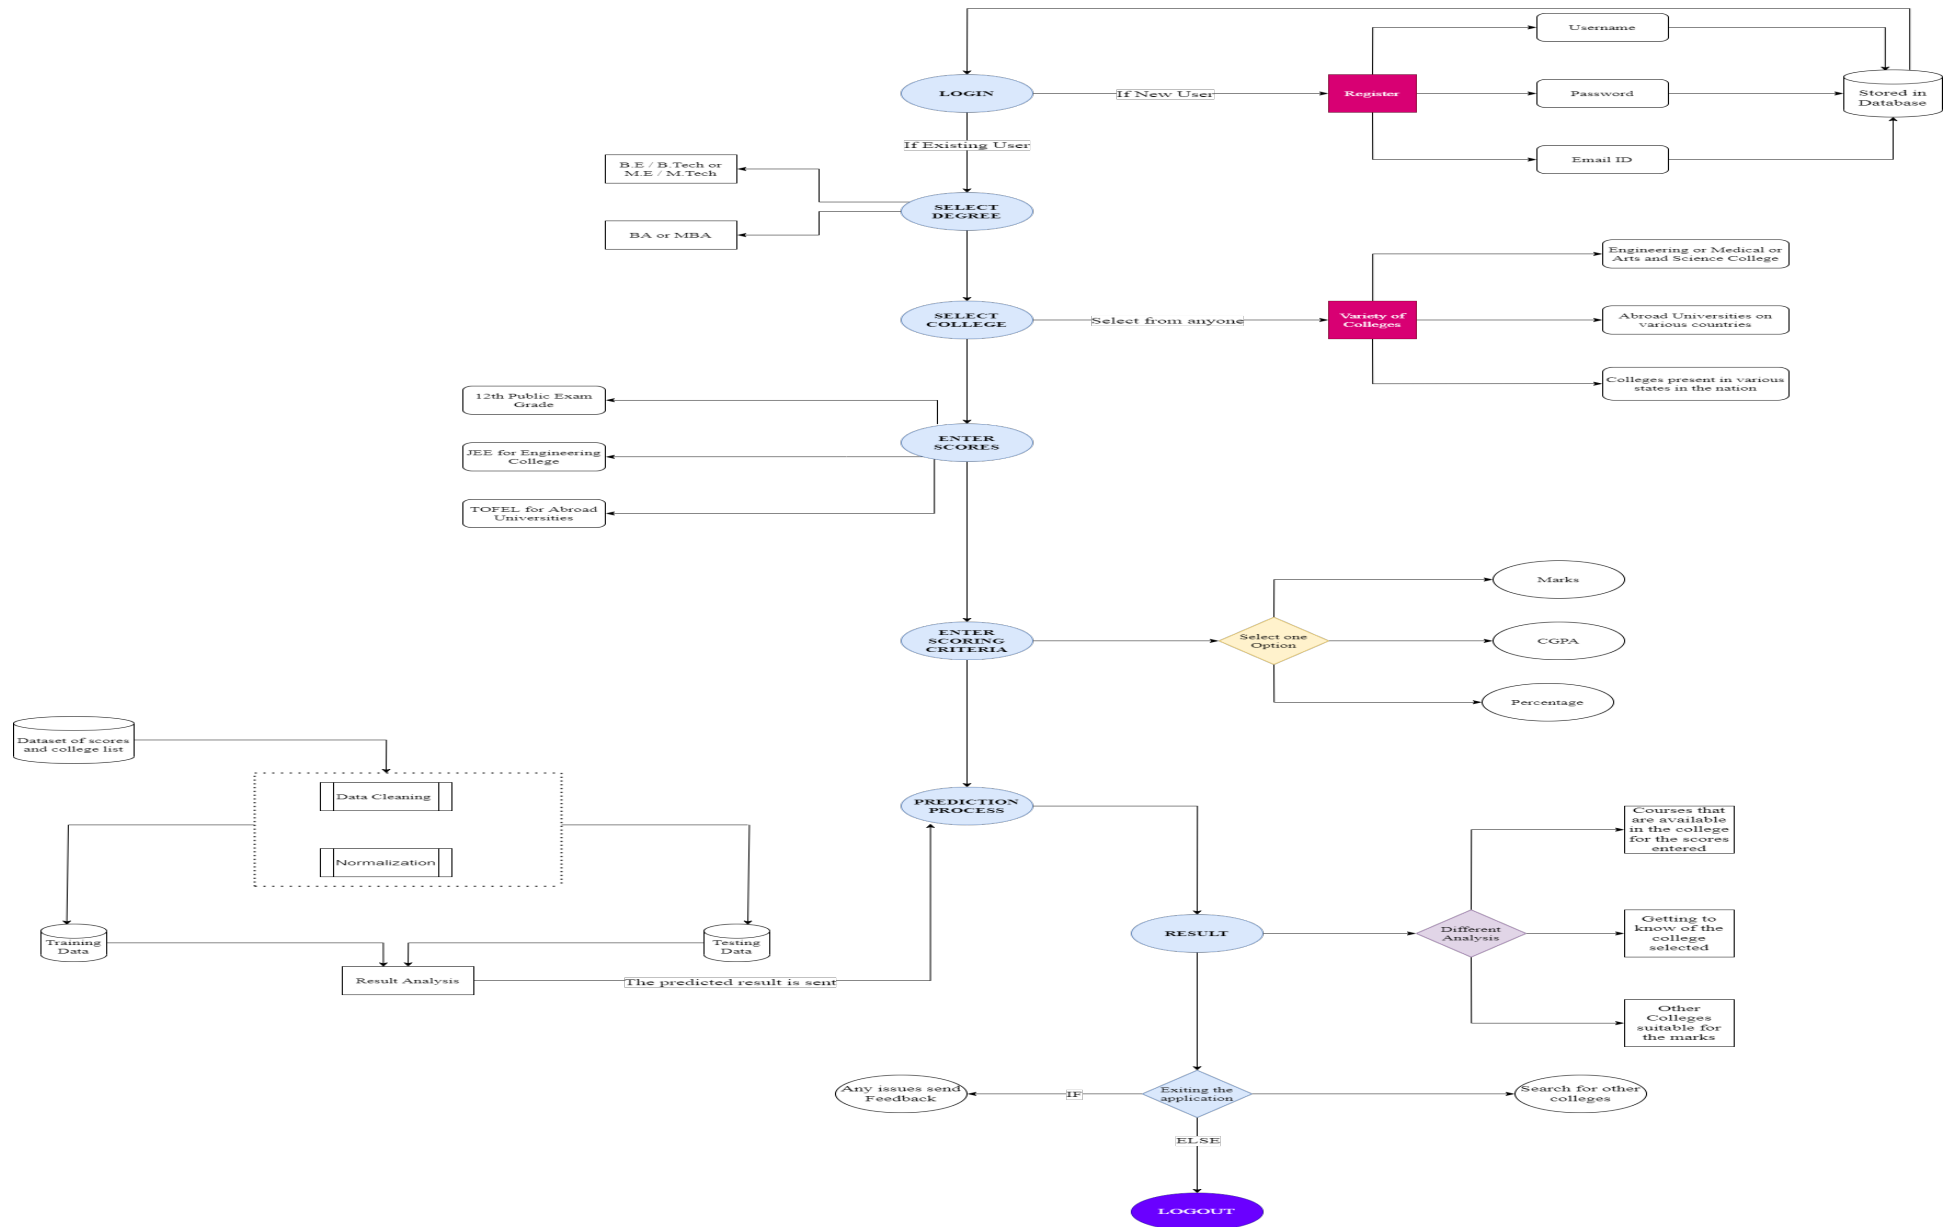 Username
LOGIN
If New User
Register
Password
Stored in
Database
If Existing User
Email ID
B.E / B.Tech or
M.E / M.Tech
SELECT
DEGREE
BA or MBA
Engineering or Medical or
Arts and Science College
SELECT
COLLEGE
Select from anyone
Variety of
Colleges
Abroad Universities on
various countries
Colleges present in various
states in the nation
12th Public Exam
Grade
ENTER
SCORES
JEE for Engineering
College
TOFEL for Abroad
Universities
Marks
ENTER
SCORING
CRITERIA
Select one
Option
CGPA
Percentage
Dataset of scores
and college list
Data Cleaning
Normalization
PREDICTION
PROCESS
Courses that
are available
in the college
for the scores
entered
Training
Data
Testing
Data
Result Analysis
The predicted result is sent
RESULT
Different
Analysis
Getting to
know of the
college
selected
Other
Colleges
suitable for
the marks
Any issues send
Feedback
IF
Exiting the
application
Search for other
colleges
ELSE
LOGOUT